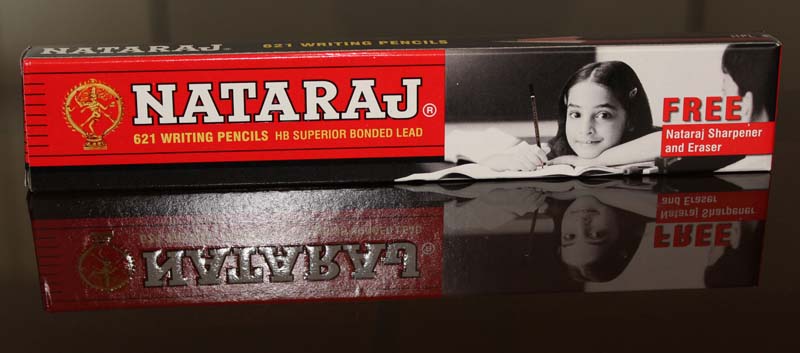 NATARAJ 621 WRITING PENCILS
NATARAJ®
621 WRITING PENCILS HB SUPERIOR BONDED LEAD
FREE
Nataraj Sharpener
and Eraser